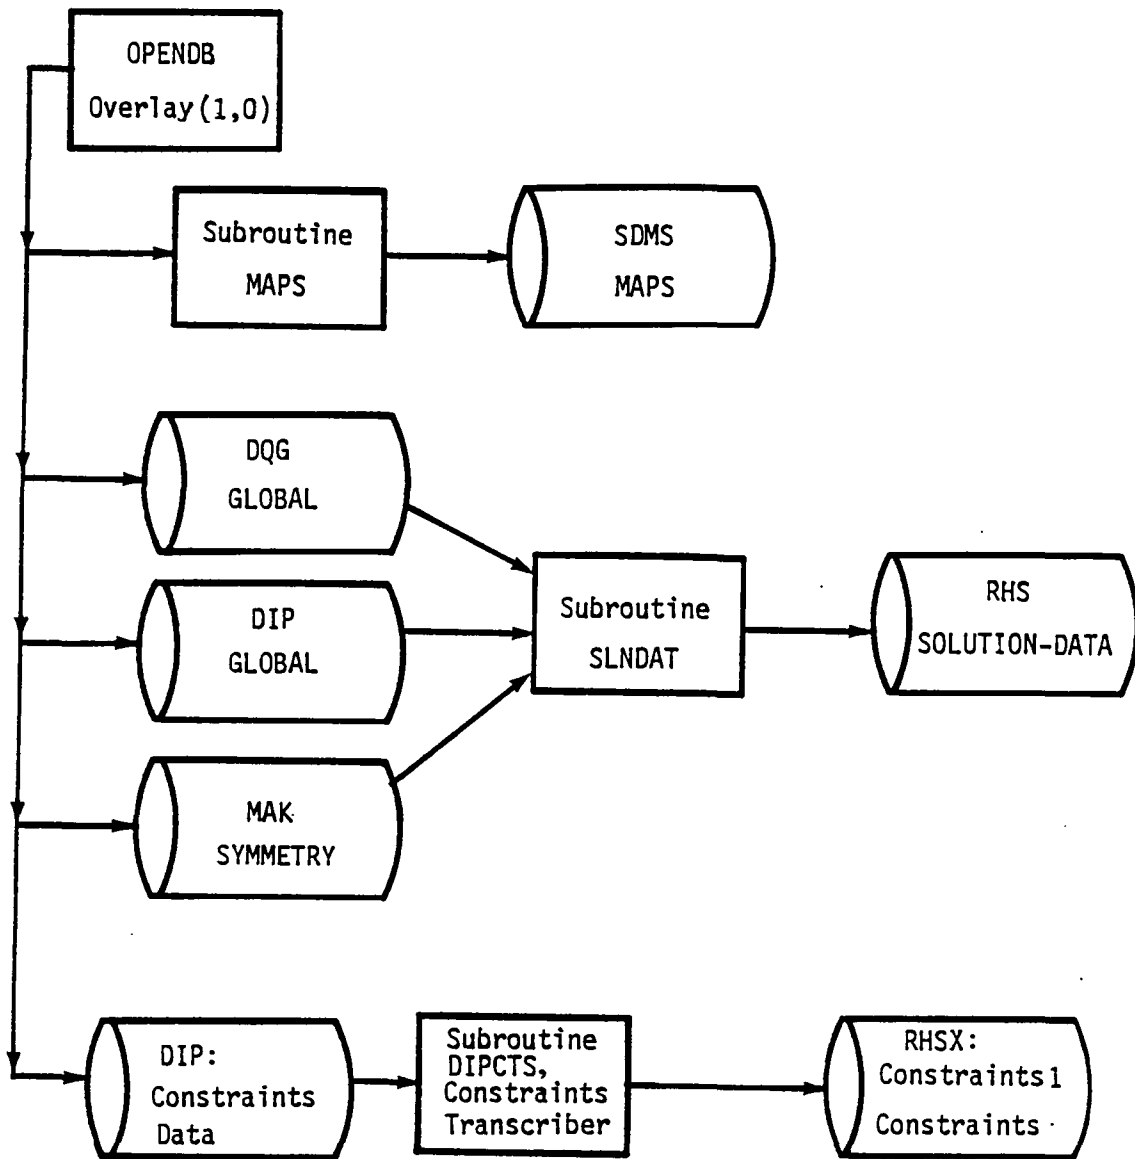 OPENDB
Overlay(1,0)
Subroutine
MAPS
SDMS
MAPS
DQG
GLOBAL
DIP
GLOBAL
MAK
SYMMETRY
Subroutine
SLNDAT
RHS
SOLUTION-DATA
DIP:
Constraints
Data
Subroutine
DIPCTS,
Constraints
Transcriber
RHSX:
Constraints1
Constraints